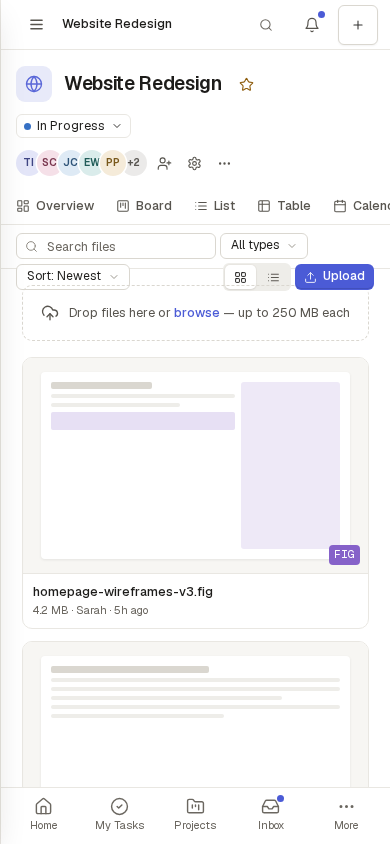 Website Redesign
Website Redesign
In Progress
TI SC JC EW PP +2
Overview Board List Table Calen
Search files All types
Sort: Newest Upload
Drop files here or browse — up to 250 MB each
FIG
homepage-wireframes-v3.fig
4.2 MB · Sarah · 5h ago
Home My Tasks Projects Inbox More